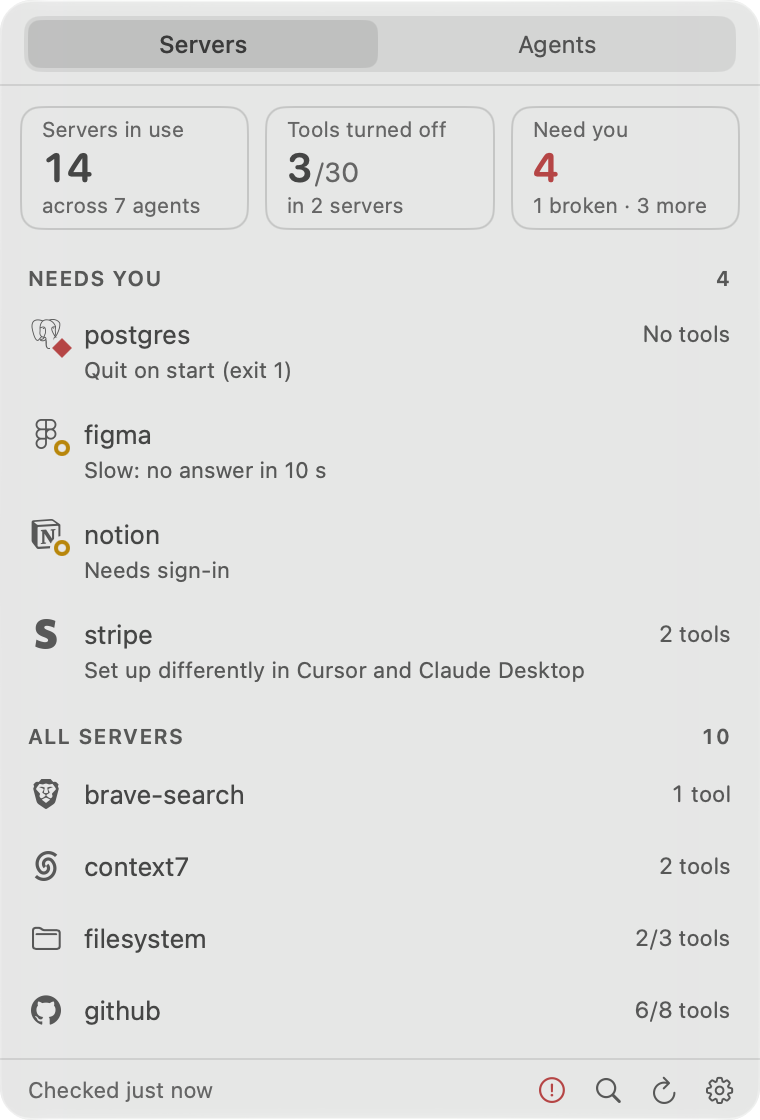 Servers
Agents
Servers in use
14
across 7 agents
Tools turned off
3/30
in 2 servers
Need you
4
1 broken · 3 more
NEEDS YOU 4
postgres No tools
Quit on start (exit 1)
figma
Slow: no answer in 10 s
notion
Needs sign-in
stripe 2 tools
Set up differently in Cursor and Claude Desktop
ALL SERVERS 10
brave-search 1 tool
context7 2 tools
filesystem 2/3 tools
github 6/8 tools
Checked just now